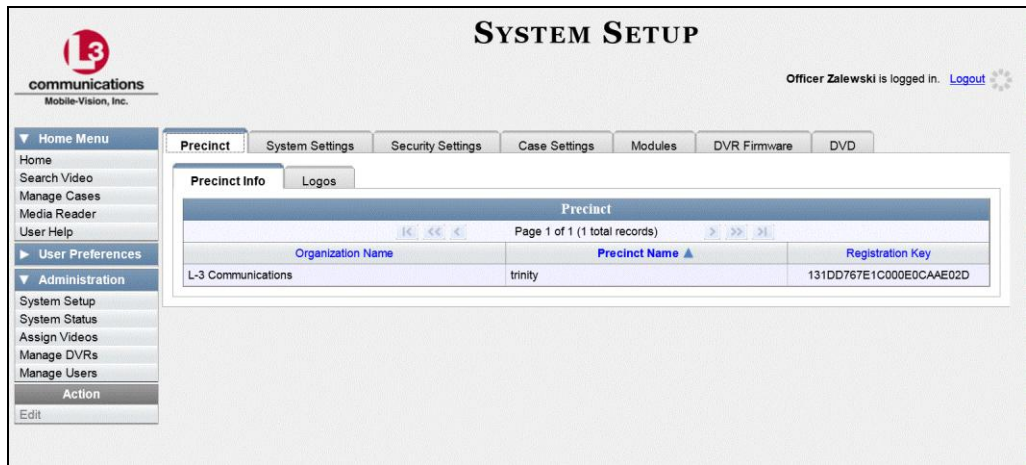 SYSTEM SETUP
L3
communications
Mobile-Vision, Inc.
Officer Zalewski is logged in. Logout
▼ Home Menu
Home
Search Video
Manage Cases
Media Reader
User Help
▶ User Preferences
▼ Administration
System Setup
System Status
Assign Videos
Manage DVRs
Manage Users
Action
Edit
Precinct System Settings Security Settings Case Settings Modules DVR Firmware DVD
Precinct Info Logos
Precinct
|< << < Page 1 of 1 (1 total records) > >> >|
Organization Name Precinct Name ▲ Registration Key
L-3 Communications trinity 131DD767E1C000E0CAAE02D